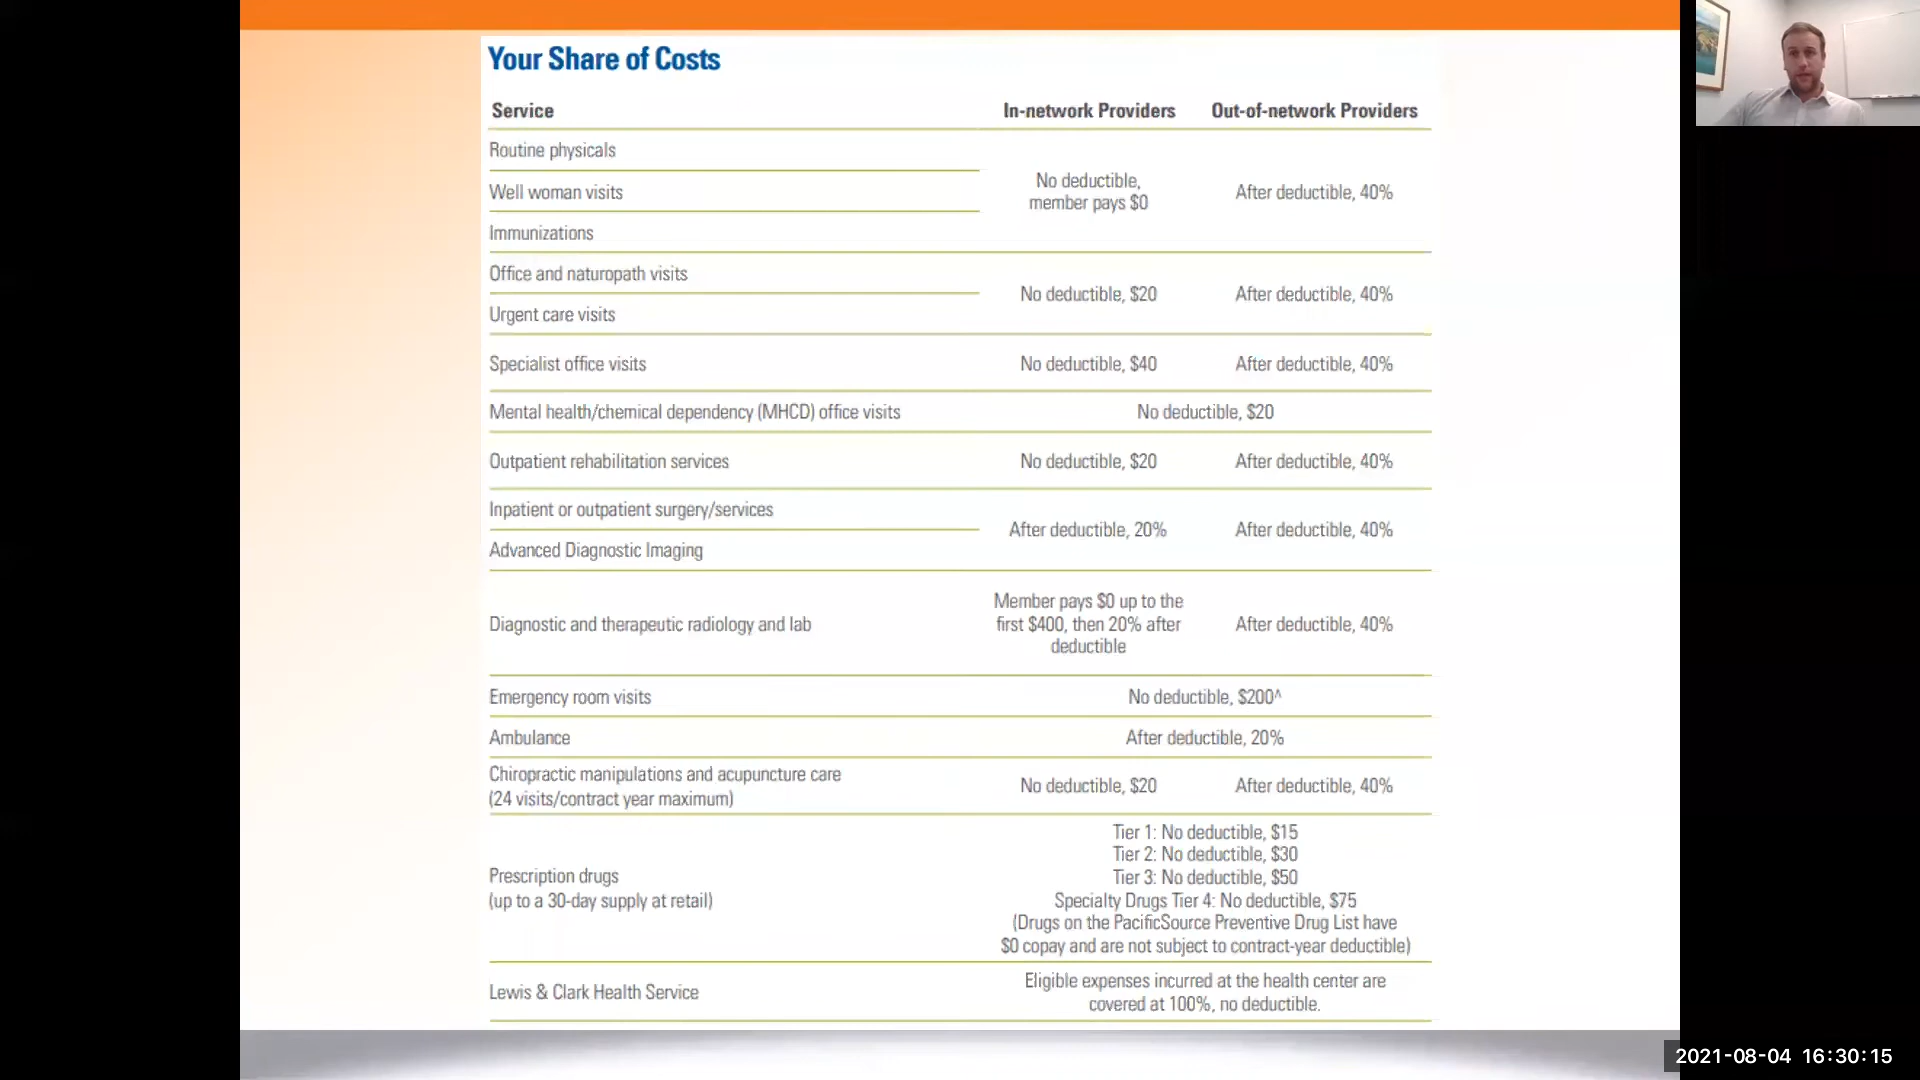 Your Share of Costs
Service In-network Providers Out-of-network Providers
Routine physicals
Well woman visits
Immunizations
No deductible,
member pays $0
After deductible, 40%
Office and naturopath visits
Urgent care visits
No deductible, $20 After deductible, 40%
Specialist office visits No deductible, $40 After deductible, 40%
Mental health/chemical dependency (MHCD) office visits No deductible, $20
Outpatient rehabilitation services No deductible, $20 After deductible, 40%
Inpatient or outpatient surgery/services
Advanced Diagnostic Imaging
After deductible, 20% After deductible, 40%
Diagnostic and therapeutic radiology and lab
Member pays $0 up to the
first $400, then 20% after
deductible
After deductible, 40%
Emergency room visits No deductible, $200^
Ambulance After deductible, 20%
Chiropractic manipulations and acupuncture care
(24 visits/contract year maximum)
No deductible, $20 After deductible, 40%
Prescription drugs
(up to a 30-day supply at retail)
Tier 1: No deductible, $15
Tier 2: No deductible, $30
Tier 3: No deductible, $50
Specialty Drugs Tier 4: No deductible, $75
(Drugs on the PacificSource Preventive Drug List have
$0 copay and are not subject to contract-year deductible)
Lewis & Clark Health Service
Eligible expenses incurred at the health center are
covered at 100%, no deductible.
2021-08-04 16:30:15